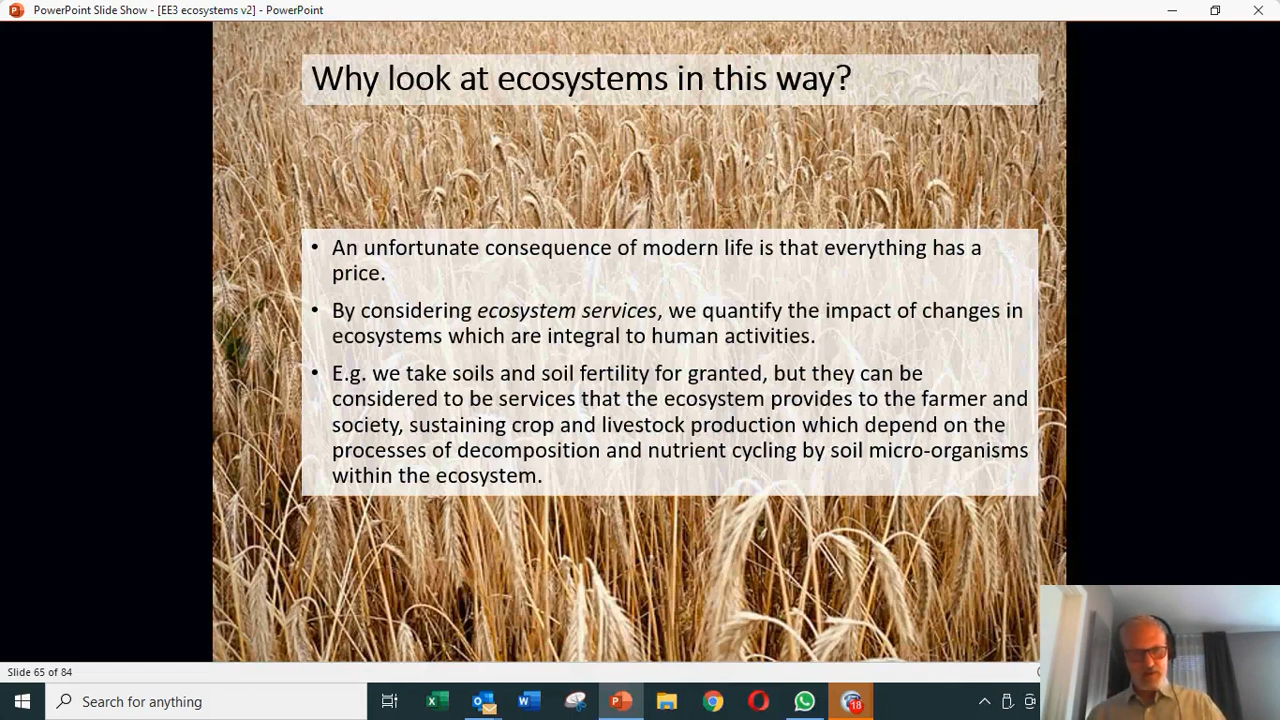 PowerPoint Slide Show - [EE3 ecosystems v2] - PowerPoint
Why look at ecosystems in this way?
• An unfortunate consequence of modern life is that everything has a
price.
• By considering ecosystem services, we quantify the impact of changes in
ecosystems which are integral to human activities.
• E.g. we take soils and soil fertility for granted, but they can be
considered to be services that the ecosystem provides to the farmer and
society, sustaining crop and livestock production which depend on the
processes of decomposition and nutrient cycling by soil micro-organisms
within the ecosystem.
Slide 65 of 84
Search for anything
18